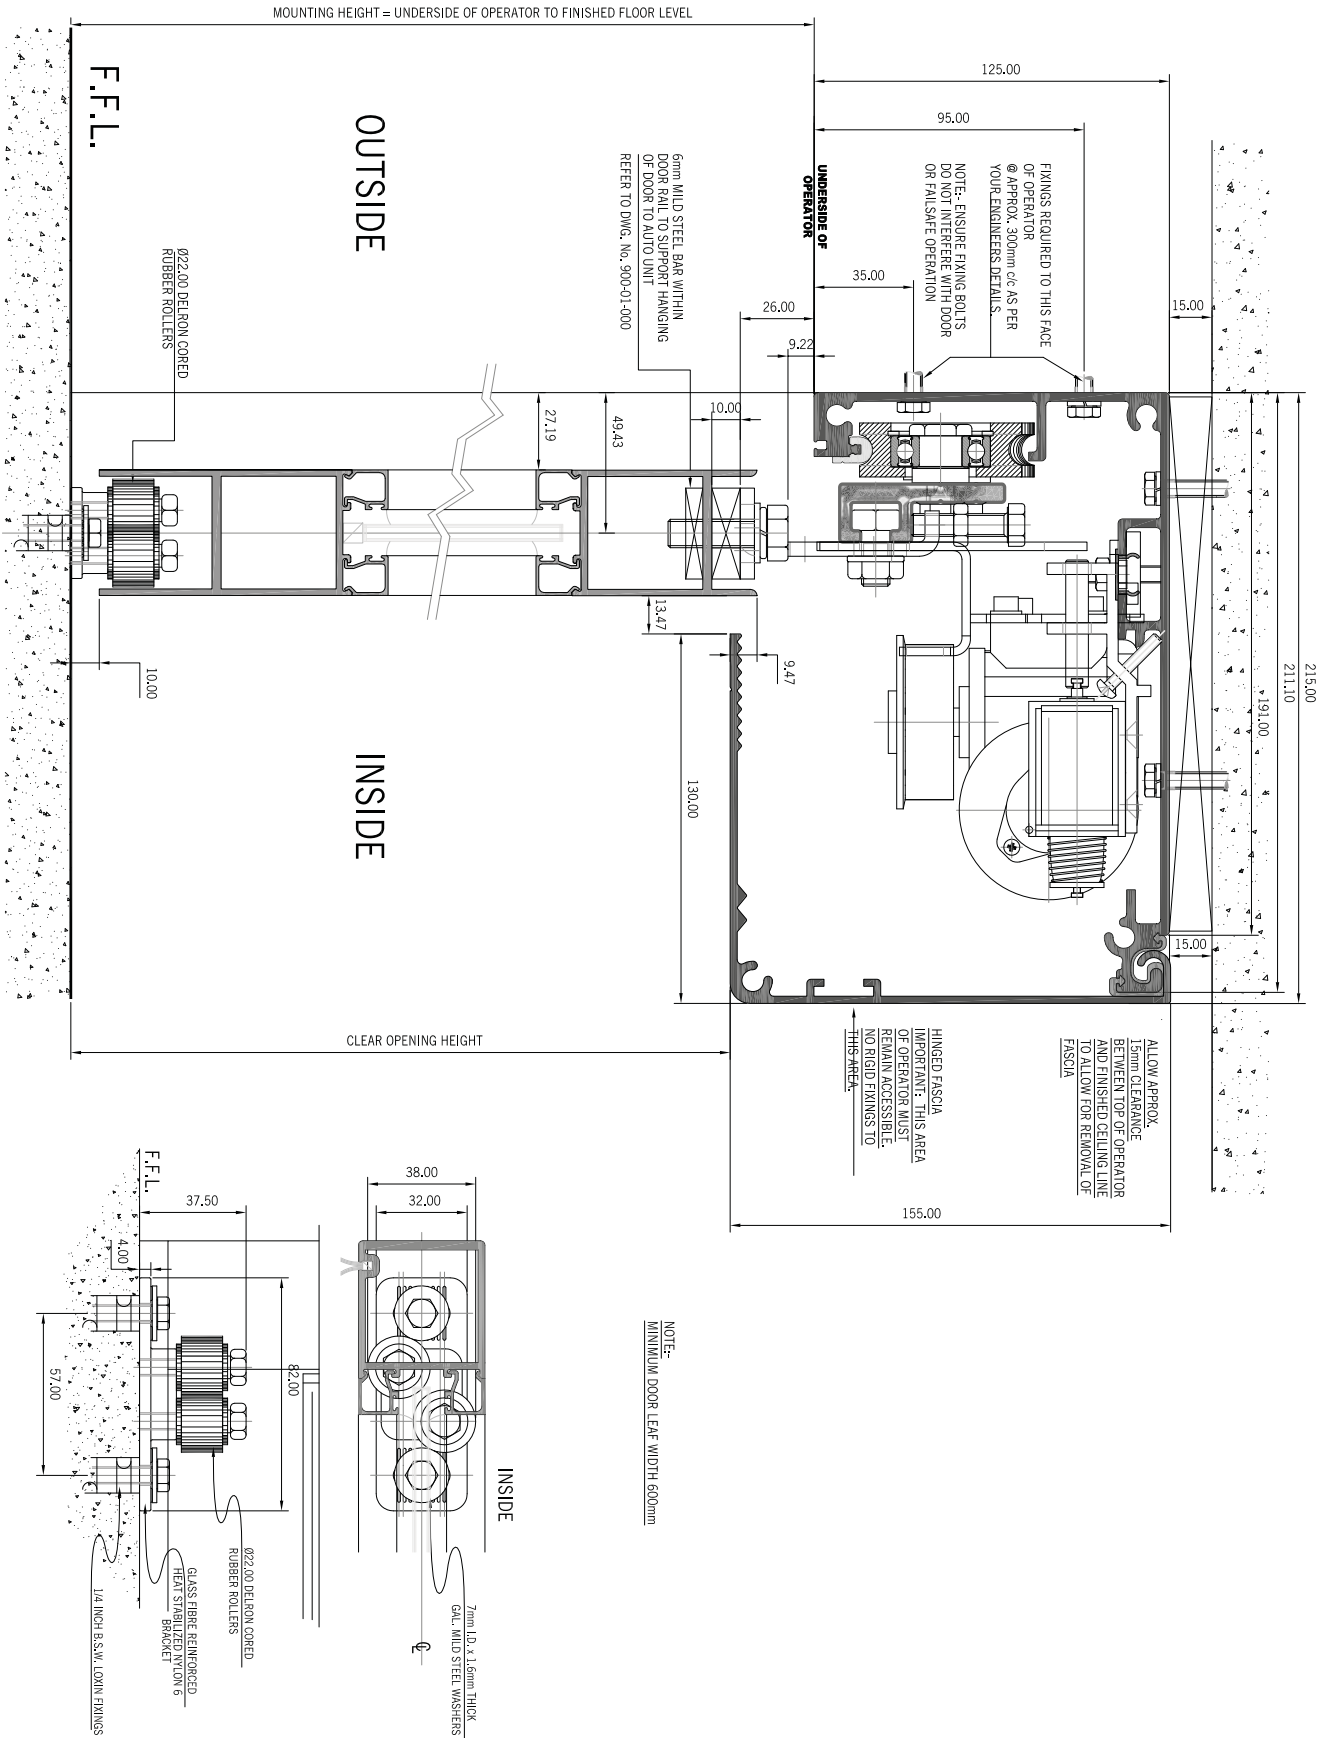 MOUNTING HEIGHT = UNDERSIDE OF OPERATOR TO FINISHED FLOOR LEVEL
F.F.L.
OUTSIDE
INSIDE
125.00
95.00
35.00
26.00
9.22
10.00
15.00
UNDERSIDE OF
OPERATOR
FIXINGS REQUIRED TO THIS FACE
OF OPERATOR
@ APPROX. 300mm c/c AS PER
YOUR ENGINEERS DETAILS.
NOTE:- ENSURE FIXING BOLTS
DO NOT INTERFERE WITH DOOR
OR FAILSAFE OPERATION
6mm MILD STEEL BAR WITHIN
DOOR RAIL TO SUPPORT HANGING
OF DOOR TO AUTO UNIT
REFER TO DWG. No. 900-01-000
Ø22.00 DELRON CORED
RUBBER ROLLERS
27.19
49.43
13.47
9.47
10.00
130.00
215.00
211.10
191.00
15.00
CLEAR OPENING HEIGHT
155.00
ALLOW APPROX.
15mm CLEARANCE
BETWEEN TOP OF OPERATOR
AND FINISHED CEILING LINE
TO ALLOW FOR REMOVAL OF
FASCIA
HINGED FASCIA
IMPORTANT:- THIS AREA
OF OPERATOR MUST
REMAIN ACCESSIBLE.
NO RIGID FIXINGS TO
THIS AREA.
NOTE:-
MINIMUM DOOR LEAF WIDTH 600mm
38.00
32.00
INSIDE
7mm I.D. x 1.6mm THICK
GAL. MILD STEEL WASHERS
℄
F.F.L.
37.50
4.00
82.00
57.00
Ø22.00 DELRON CORED
RUBBER ROLLERS
GLASS FIBRE REINFORCED
HEAT STABILIZED NYLON 6
BRACKET
1/4 INCH B.S.W. LOXIN FIXINGS